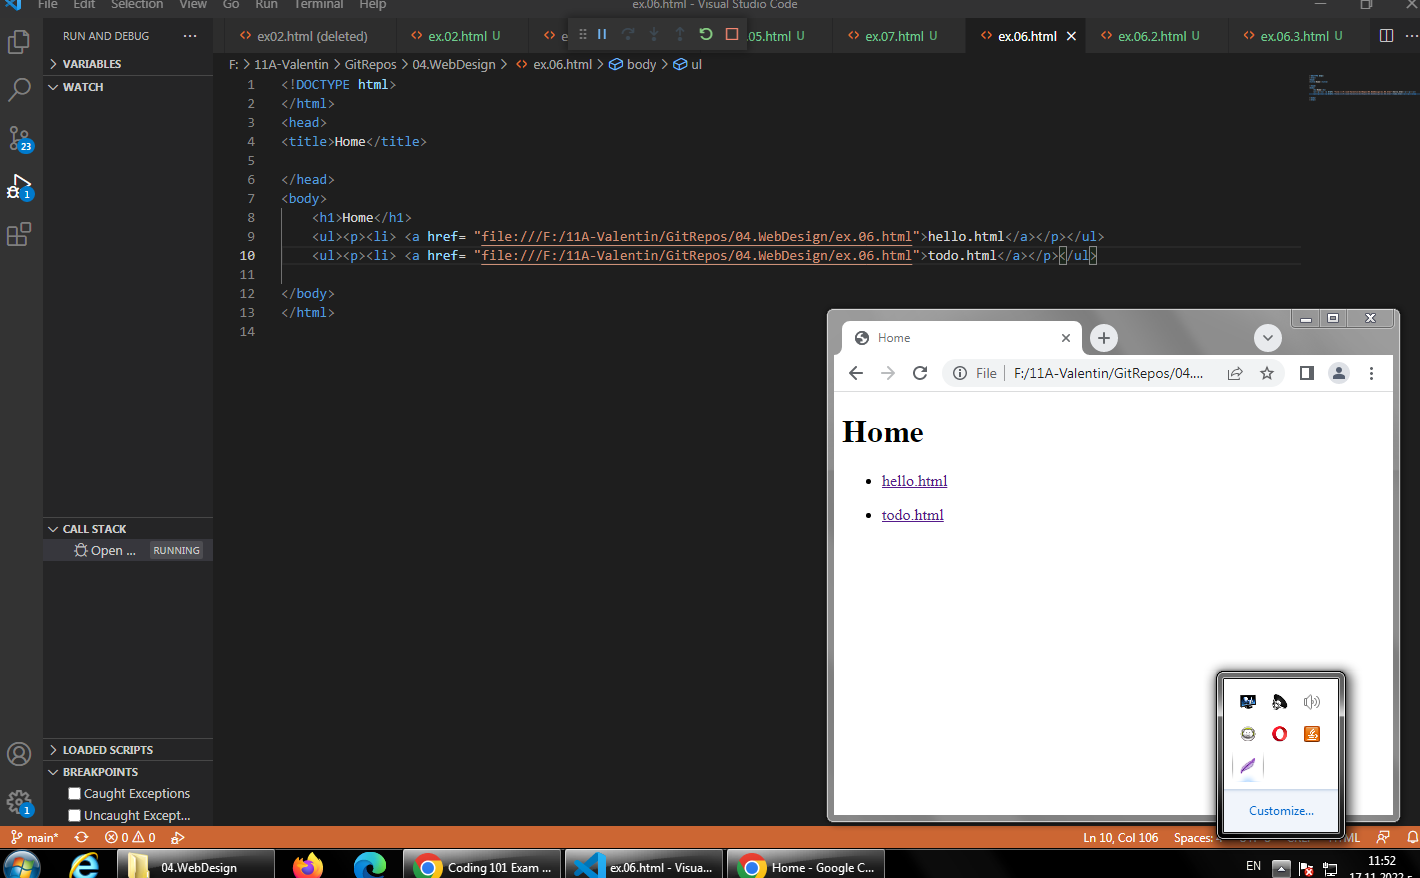 File Edit Selection View Go Run Terminal Help
ex.06.html - Visual Studio Code
RUN AND DEBUG ···
ex02.html (deleted) ex.02.html U .05.html U ex.07.html U ex.06.html ex.06.2.html U ex.06.3.html U
F: > 11A-Valentin > GitRepos > 04.WebDesign > ex.06.html > body > ul
VARIABLES
WATCH
1 <!DOCTYPE html>
2 </html>
3 <head>
4 <title>Home</title>
5
6 </head>
7 <body>
8 <h1>Home</h1>
9 <ul><p><li> <a href= "file:///F:/11A-Valentin/GitRepos/04.WebDesign/ex.06.html">hello.html</a></p></ul>
10 <ul><p><li> <a href= "file:///F:/11A-Valentin/GitRepos/04.WebDesign/ex.06.html">todo.html</a></p></ul>
11
12 </body>
13 </html>
14
23
1
CALL STACK
Open ... RUNNING
LOADED SCRIPTS
BREAKPOINTS
Caught Exceptions
Uncaught Except...
1
Home
File | F:/11A-Valentin/GitRepos/04....
Home
hello.html
todo.html
Customize...
main* 0 0
Ln 10, Col 106 Spaces:
04.WebDesign
Coding 101 Exam ...
ex.06.html - Visua...
Home - Google C...
EN
11:52
17.11.2022 г.